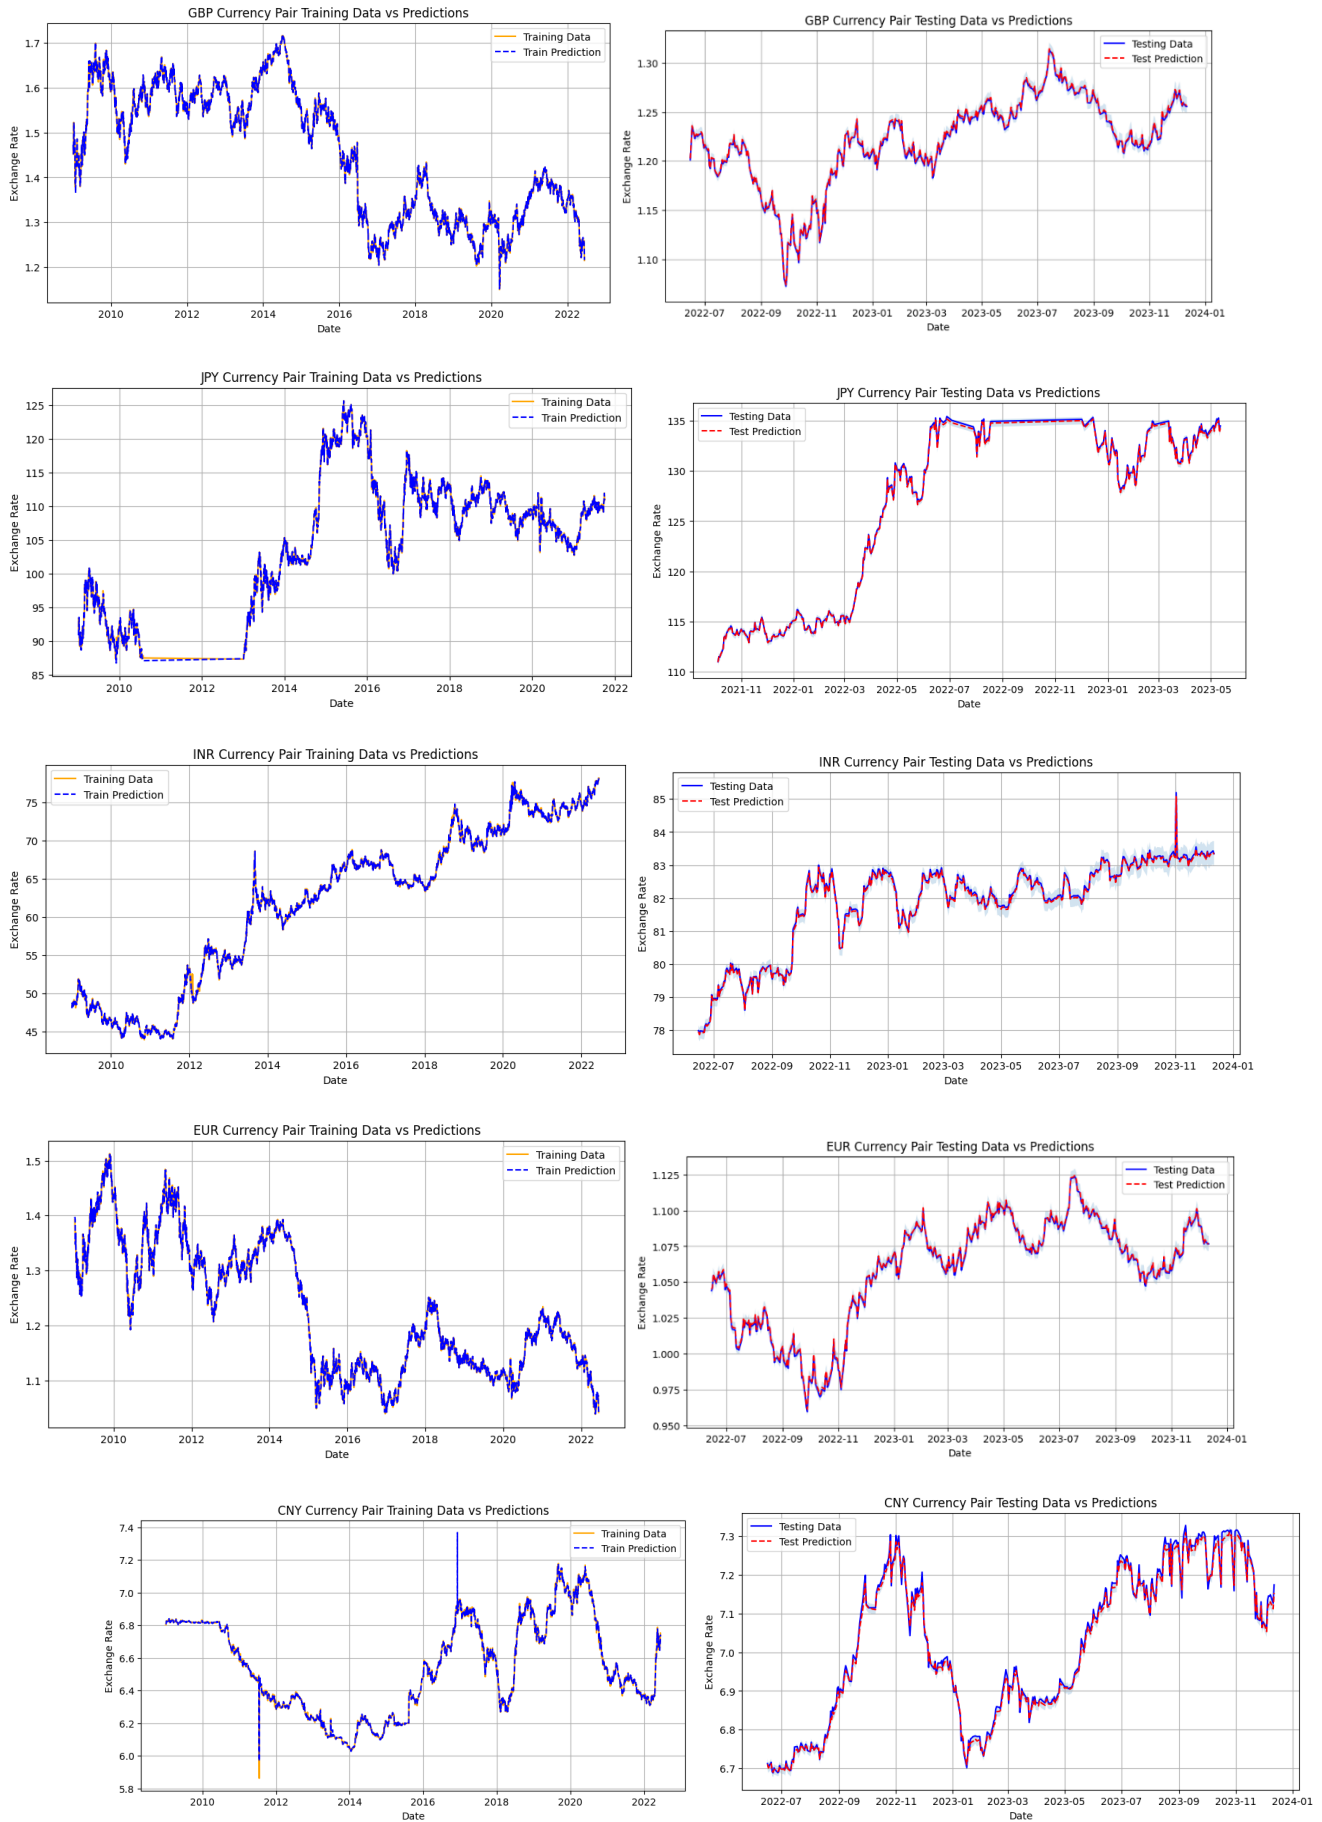 GBP Currency Pair Training Data vs Predictions
Training Data
Train Prediction
1.7
1.6
1.5
1.4
1.3
1.2
Exchange Rate
2010 2012 2014 2016 2018 2020 2022
Date
GBP Currency Pair Testing Data vs Predictions
Testing Data
Test Prediction
1.30
1.25
1.20
1.15
1.10
Exchange Rate
2022-07 2022-09 2022-11 2023-01 2023-03 2023-05 2023-07 2023-09 2023-11 2024-01
Date
JPY Currency Pair Training Data vs Predictions
Training Data
Train Prediction
125
120
115
110
105
100
95
90
85
Exchange Rate
2010 2012 2014 2016 2018 2020 2022
Date
JPY Currency Pair Testing Data vs Predictions
Testing Data
Test Prediction
135
130
125
120
115
110
Exchange Rate
2021-11 2022-01 2022-03 2022-05 2022-07 2022-09 2022-11 2023-01 2023-03 2023-05
Date
INR Currency Pair Training Data vs Predictions
Training Data
Train Prediction
75
70
65
60
55
50
45
Exchange Rate
2010 2012 2014 2016 2018 2020 2022
Date
INR Currency Pair Testing Data vs Predictions
Testing Data
Test Prediction
85
84
83
82
81
80
79
78
Exchange Rate
2022-07 2022-09 2022-11 2023-01 2023-03 2023-05 2023-07 2023-09 2023-11 2024-01
Date
EUR Currency Pair Training Data vs Predictions
Training Data
Train Prediction
1.5
1.4
1.3
1.2
1.1
Exchange Rate
2010 2012 2014 2016 2018 2020 2022
Date
EUR Currency Pair Testing Data vs Predictions
Testing Data
Test Prediction
1.125
1.100
1.075
1.050
1.025
1.000
0.975
0.950
Exchange Rate
2022-07 2022-09 2022-11 2023-01 2023-03 2023-05 2023-07 2023-09 2023-11 2024-01
Date
CNY Currency Pair Training Data vs Predictions
Training Data
Train Prediction
7.4
7.2
7.0
6.8
6.6
6.4
6.2
6.0
5.8
Exchange Rate
2010 2012 2014 2016 2018 2020 2022
Date
CNY Currency Pair Testing Data vs Predictions
Testing Data
Test Prediction
7.3
7.2
7.1
7.0
6.9
6.8
6.7
Exchange Rate
2022-07 2022-09 2022-11 2023-01 2023-03 2023-05 2023-07 2023-09 2023-11 2024-01
Date